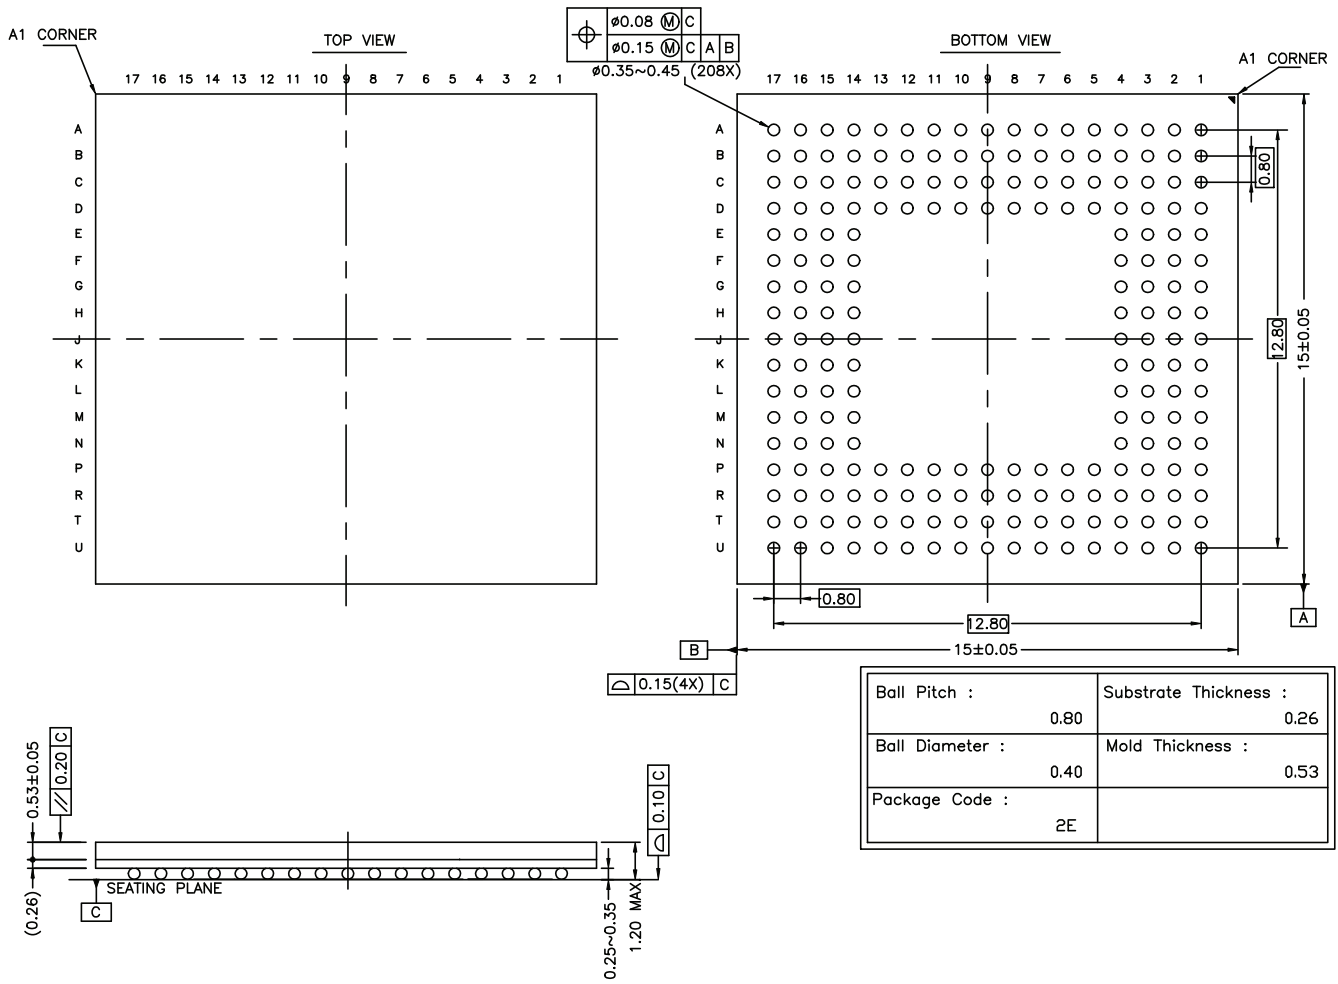 A1 CORNER
TOP VIEW
17 16 15 14 13 12 11 10 9 8 7 6 5 4 3 2 1
A
B
C
D
E
F
G
H
J
K
L
M
N
P
R
T
U
⌖ ø0.08 Ⓜ C
ø0.15 Ⓜ C A B
ø0.35~0.45 (208X)
BOTTOM VIEW
A1 CORNER
17 16 15 14 13 12 11 10 9 8 7 6 5 4 3 2 1
A
B
C
D
E
F
G
H
J
K
L
M
N
P
R
T
U
0.80
12.80
15±0.05
A
0.80
12.80
B
15±0.05
⌓ 0.15(4X) C
Ball Pitch : 0.80
Substrate Thickness : 0.26
Ball Diameter : 0.40
Mold Thickness : 0.53
Package Code : 2E
0.53±0.05
// 0.20 C
(0.26)
C
SEATING PLANE
0.25~0.35
1.20 MAX
⌓ 0.10 C